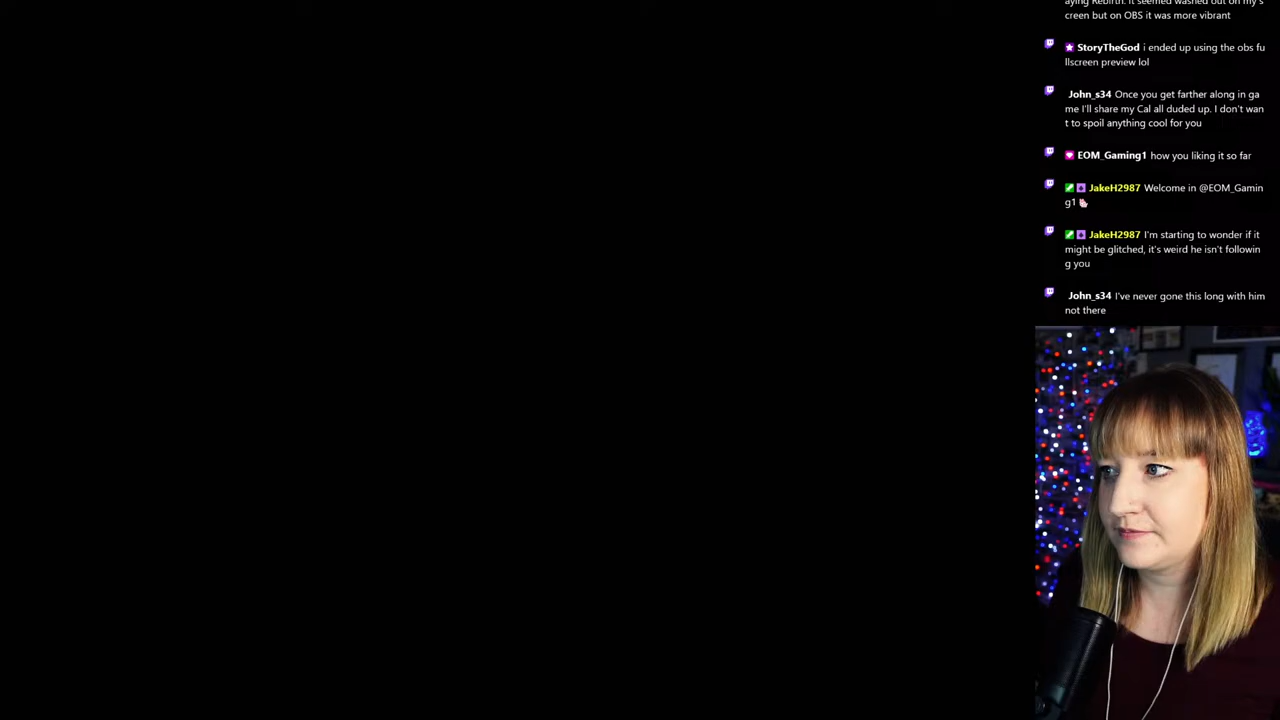 aying Rebirth. It seemed washed out on my s
creen but on OBS it was more vibrant
StoryTheGod i ended up using the obs fu
llscreen preview lol
John_s34 Once you get farther along in ga
me I'll share my Cal all duded up. I don't wan
t to spoil anything cool for you
EOM_Gaming1 how you liking it so far
JakeH2987 Welcome in @EOM_Gamin
g1
JakeH2987 I'm starting to wonder if it
might be glitched, it's weird he isn't followin
g you
John_s34 I've never gone this long with him
not there